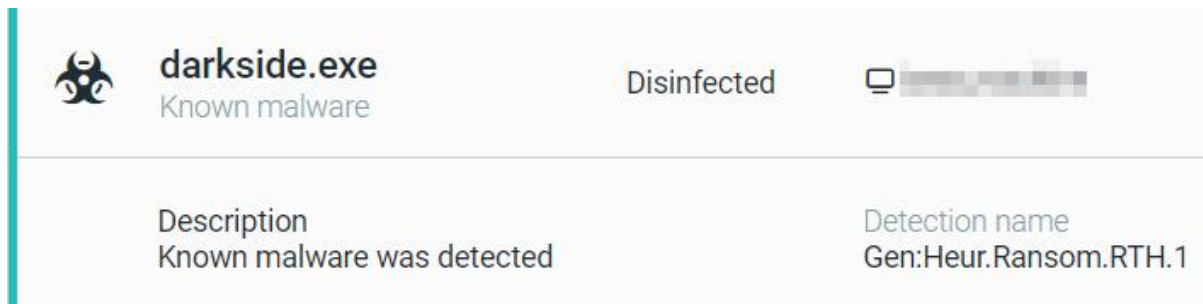 darkside.exe
Known malware
Disinfected
Description
Known malware was detected
Detection name
Gen:Heur.Ransom.RTH.1